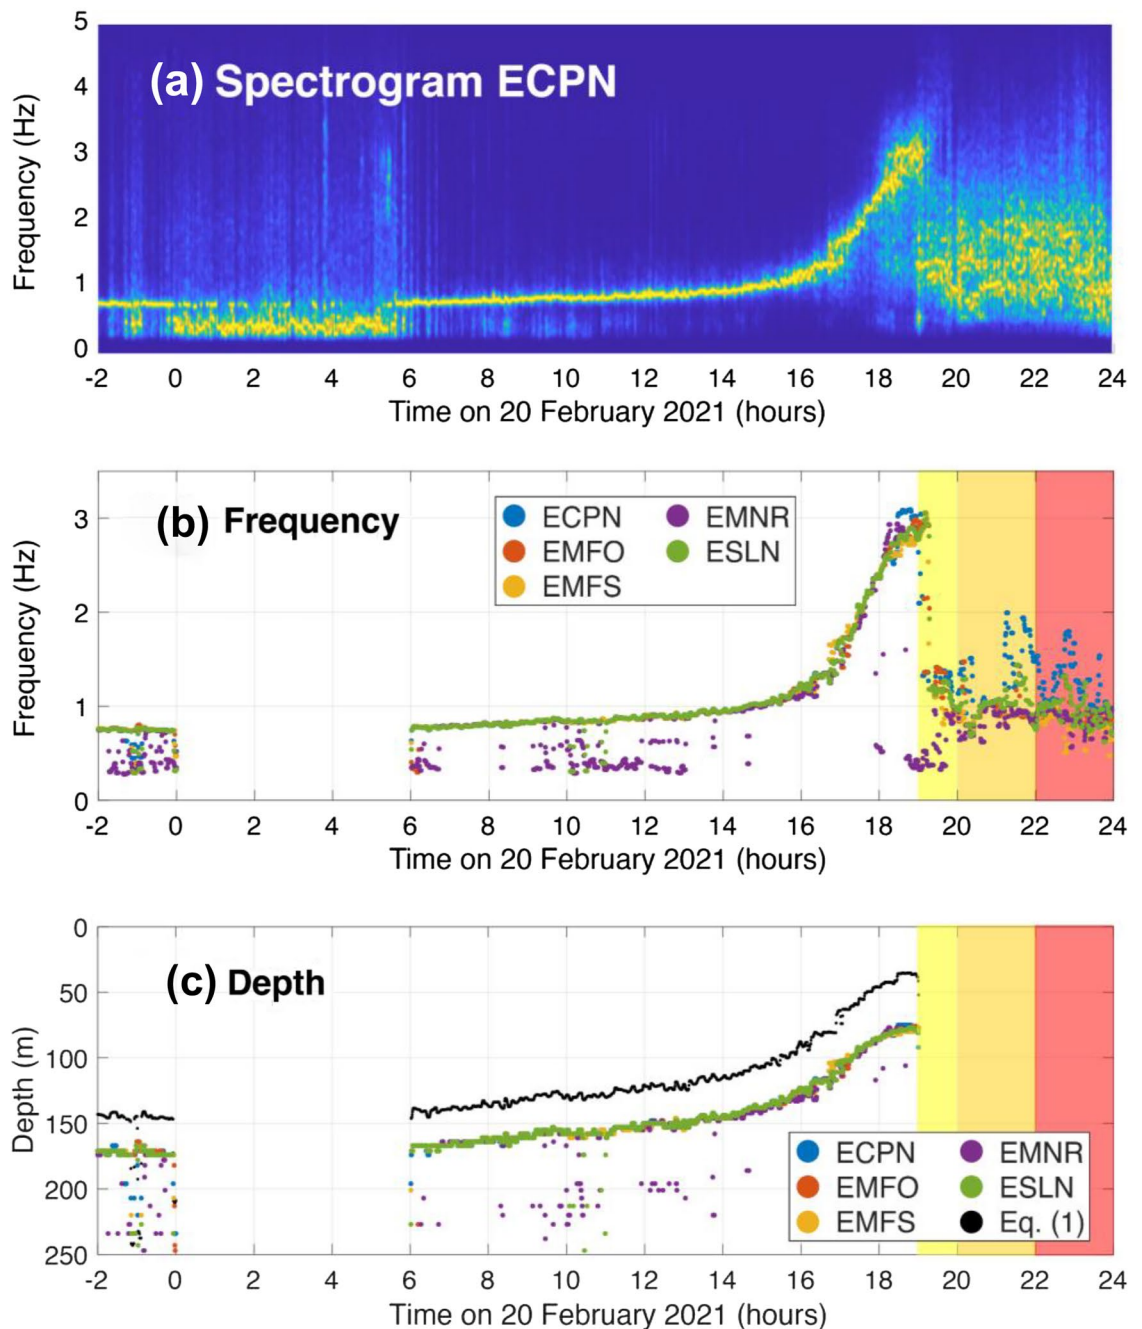 (a) Spectrogram ECPN
Frequency (Hz)
5
4
3
2
1
0
-2 0 2 4 6 8 10 12 14 16 18 20 22 24
Time on 20 February 2021 (hours)
(b) Frequency
ECPN EMNR
EMFO ESLN
EMFS
Frequency (Hz)
3
2
1
0
-2 0 2 4 6 8 10 12 14 16 18 20 22 24
Time on 20 February 2021 (hours)
(c) Depth
Depth (m)
0
50
100
150
200
250
ECPN EMNR
EMFO ESLN
EMFS Eq. (1)
-2 0 2 4 6 8 10 12 14 16 18 20 22 24
Time on 20 February 2021 (hours)